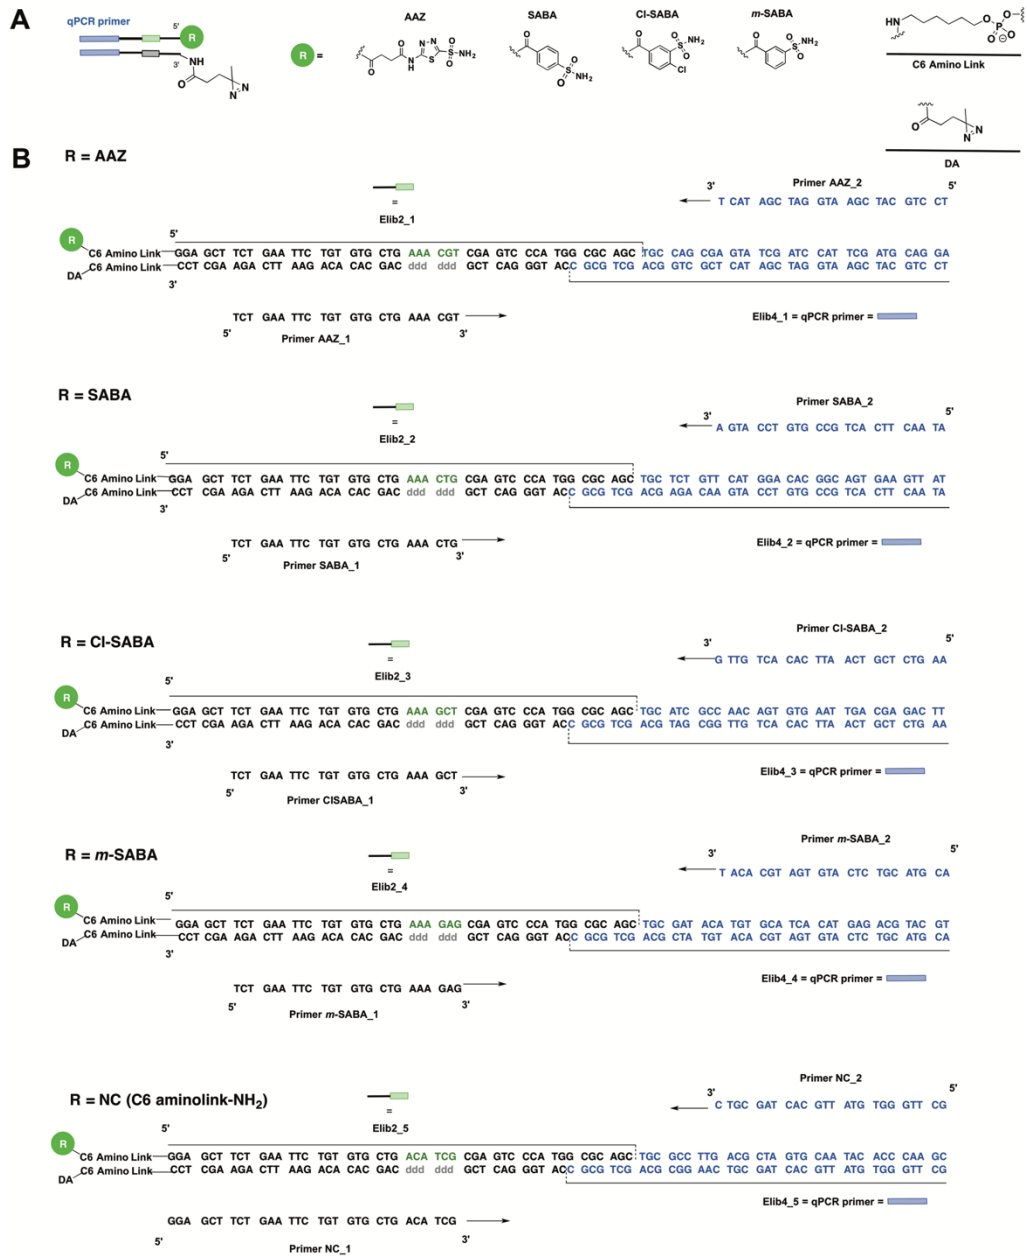 A
qPCR primer
5'
R
3'
NH
O
N
N
R =
AAZ
SABA
Cl-SABA
m-SABA
C6 Amino Link
DA
B
R = AAZ
=
Elib2_1
3'
Primer AAZ_2
5'
T CAT AGC TAG GTA AGC TAC GTC CT
5'
R
C6 Amino Link
GGA GCT TCT GAA TTC TGT GTG CTG AAA CGT CGA GTC CCA TGG CGC AGC TGC CAG CGA GTA TCG ATC CAT TCG ATG CAG GA
DA
C6 Amino Link
CCT CGA AGA CTT AAG ACA CAC GAC ddd ddd GCT CAG GGT ACC GCG TCG ACG GTC GCT CAT AGC TAG GTA AGC TAC GTC CT
3'
TCT GAA TTC TGT GTG CTG AAA CGT
5'
Primer AAZ_1
3'
Elib4_1 = qPCR primer =
R = SABA
=
Elib2_2
Primer SABA_2
3'
5'
A GTA CCT GTG CCG TCA CTT CAA TA
5'
R
C6 Amino Link
GGA GCT TCT GAA TTC TGT GTG CTG AAA CTG CGA GTC CCA TGG CGC AGC TGC TCT GTT CAT GGA CAC GGC AGT GAA GTT AT
DA
C6 Amino Link
CCT CGA AGA CTT AAG ACA CAC GAC ddd ddd GCT CAG GGT ACC GCG TCG ACG AGA CAA GTA CCT GTG CCG TCA CTT CAA TA
3'
TCT GAA TTC TGT GTG CTG AAA CTG
5'
Primer SABA_1
3'
Elib4_2 = qPCR primer =
R = Cl-SABA
=
Elib2_3
Primer Cl-SABA_2
3'
5'
G TTG TCA CAC TTA ACT GCT CTG AA
5'
R
C6 Amino Link
GGA GCT TCT GAA TTC TGT GTG CTG AAA GCT CGA GTC CCA TGG CGC AGC TGC ATC GCC AAC AGT GTG AAT TGA CGA GAC TT
DA
C6 Amino Link
CCT CGA AGA CTT AAG ACA CAC GAC ddd ddd GCT CAG GGT ACC GCG TCG ACG TAG CGG TTG TCA CAC TTA ACT GCT CTG AA
3'
TCT GAA TTC TGT GTG CTG AAA GCT
5'
Primer ClSABA_1
3'
Elib4_3 = qPCR primer =
R = m-SABA
=
Elib2_4
Primer m-SABA_2
3'
5'
T ACA CGT AGT GTA CTC TGC ATG CA
5'
R
C6 Amino Link
GGA GCT TCT GAA TTC TGT GTG CTG AAA GAG CGA GTC CCA TGG CGC AGC TGC GAT ACA TGT GCA TCA CAT GAG ACG TAC GT
DA
C6 Amino Link
CCT CGA AGA CTT AAG ACA CAC GAC ddd ddd GCT CAG GGT ACC GCG TCG ACG CTA TGT ACA CGT AGT GTA CTC TGC ATG CA
3'
TCT GAA TTC TGT GTG CTG AAA GAG
5'
Primer m-SABA_1
3'
Elib4_4 = qPCR primer =
R = NC (C6 aminolink-NH2)
=
Elib2_5
Primer NC_2
3'
5'
C TGC GAT CAC GTT ATG TGG GTT CG
5'
R
C6 Amino Link
GGA GCT TCT GAA TTC TGT GTG CTG ACA TCG CGA GTC CCA TGG CGC AGC TGC GCC TTG ACG CTA GTG CAA TAC ACC CAA GC
DA
C6 Amino Link
CCT CGA AGA CTT AAG ACA CAC GAC ddd ddd GCT CAG GGT ACC GCG TCG ACG CGG AAC TGC GAT CAC GTT ATG TGG GTT CG
GGA GCT TCT GAA TTC TGT GTG CTG ACA TCG
5'
Primer NC_1
3'
Elib4_5 = qPCR primer =